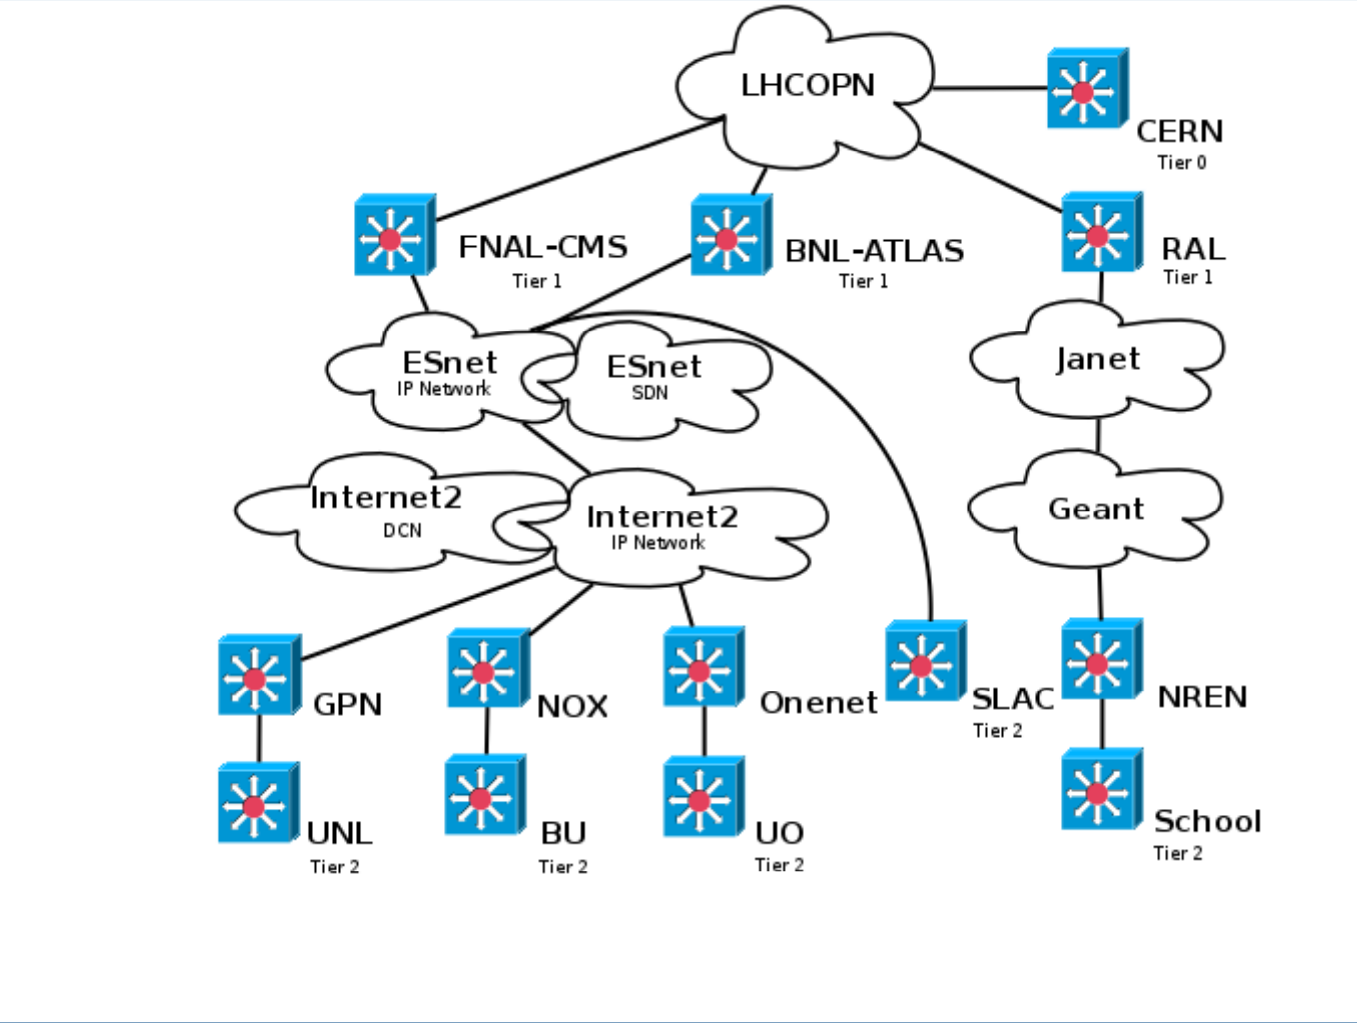 LHCOPN
CERN
Tier 0
FNAL-CMS
Tier 1
BNL-ATLAS
Tier 1
RAL
Tier 1
ESnet
IP Network
ESnet
SDN
Janet
Internet2
DCN
Internet2
IP Network
Geant
GPN
NOX
Onenet
SLAC
Tier 2
NREN
UNL
Tier 2
BU
Tier 2
UO
Tier 2
School
Tier 2